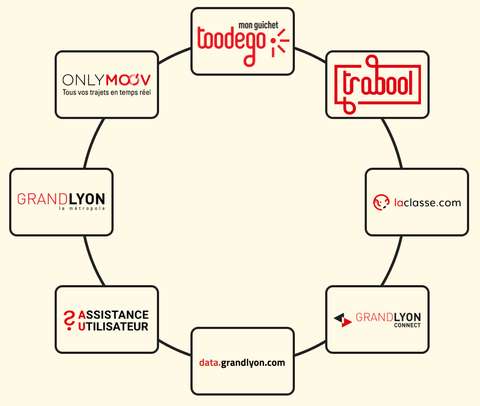 mon guichet
toodego
trabool
laclasse.com
GRANDLYON
CONNECT
data.grandlyon.com
ASSISTANCE
UTILISATEUR
GRANDLYON
la métropole
ONLYMOOV
Tous vos trajets en temps réel